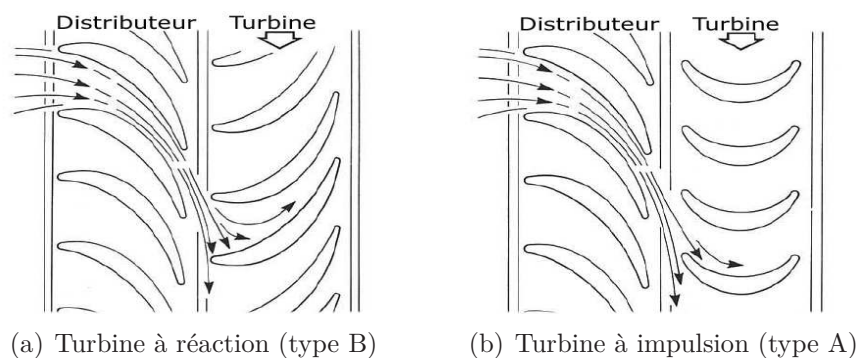 Distributeur Turbine
Distributeur Turbine
(a) Turbine à réaction (type B)
(b) Turbine à impulsion (type A)